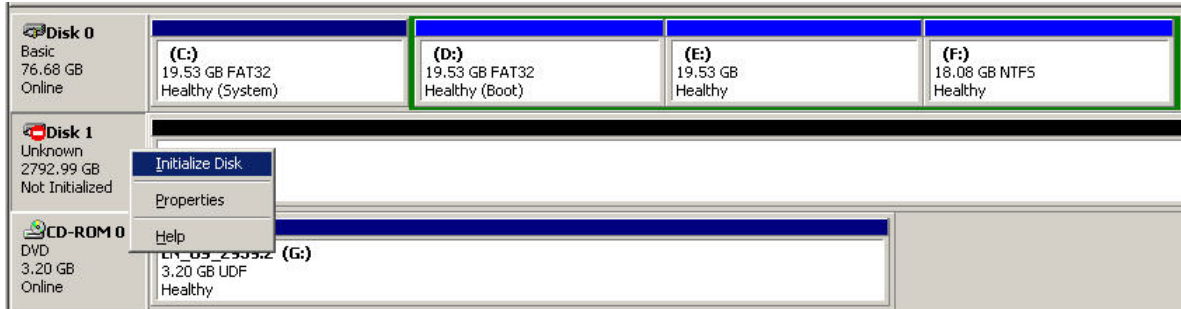 Disk 0
Basic
76.68 GB
Online
(C:)
19.53 GB FAT32
Healthy (System)
(D:)
19.53 GB FAT32
Healthy (Boot)
(E:)
19.53 GB
Healthy
(F:)
18.08 GB NTFS
Healthy
Disk 1
Unknown
2792.99 GB
Not Initialized
Initialize Disk
Properties
Help
CD-ROM 0
DVD
3.20 GB
Online
(G:)
3.20 GB UDF
Healthy